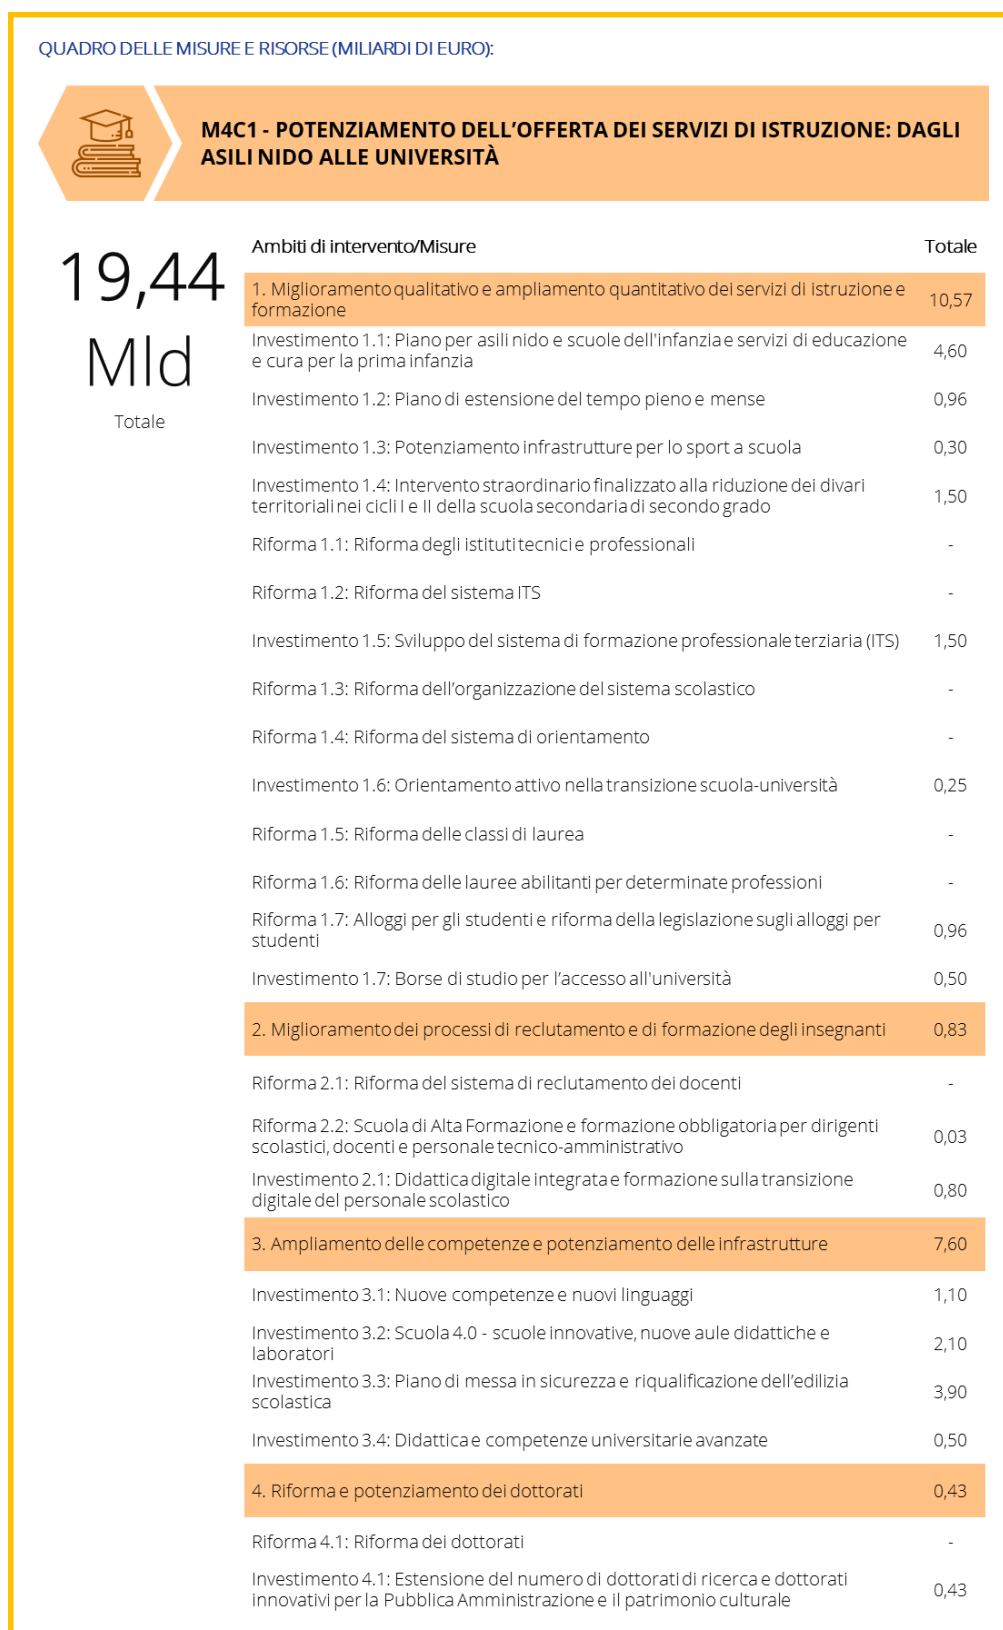 QUADRO DELLE MISURE E RISORSE (MILIARDI DI EURO):
M4C1 - POTENZIAMENTO DELL’OFFERTA DEI SERVIZI DI ISTRUZIONE: DAGLI
ASILI NIDO ALLE UNIVERSITÀ
19,44
Mld
Totale
Ambiti di intervento/Misure Totale
1. Miglioramento qualitativo e ampliamento quantitativo dei servizi di istruzione e
formazione 10,57
Investimento 1.1: Piano per asili nido e scuole dell'infanzia e servizi di educazione
e cura per la prima infanzia 4,60
Investimento 1.2: Piano di estensione del tempo pieno e mense 0,96
Investimento 1.3: Potenziamento infrastrutture per lo sport a scuola 0,30
Investimento 1.4: Intervento straordinario finalizzato alla riduzione dei divari
territoriali nei cicli I e II della scuola secondaria di secondo grado 1,50
Riforma 1.1: Riforma degli istituti tecnici e professionali -
Riforma 1.2: Riforma del sistema ITS -
Investimento 1.5: Sviluppo del sistema di formazione professionale terziaria (ITS) 1,50
Riforma 1.3: Riforma dell’organizzazione del sistema scolastico -
Riforma 1.4: Riforma del sistema di orientamento -
Investimento 1.6: Orientamento attivo nella transizione scuola-università 0,25
Riforma 1.5: Riforma delle classi di laurea -
Riforma 1.6: Riforma delle lauree abilitanti per determinate professioni -
Riforma 1.7: Alloggi per gli studenti e riforma della legislazione sugli alloggi per
studenti 0,96
Investimento 1.7: Borse di studio per l’accesso all'università 0,50
2. Miglioramento dei processi di reclutamento e di formazione degli insegnanti 0,83
Riforma 2.1: Riforma del sistema di reclutamento dei docenti -
Riforma 2.2: Scuola di Alta Formazione e formazione obbligatoria per dirigenti
scolastici, docenti e personale tecnico-amministrativo 0,03
Investimento 2.1: Didattica digitale integrata e formazione sulla transizione
digitale del personale scolastico 0,80
3. Ampliamento delle competenze e potenziamento delle infrastrutture 7,60
Investimento 3.1: Nuove competenze e nuovi linguaggi 1,10
Investimento 3.2: Scuola 4.0 - scuole innovative, nuove aule didattiche e
laboratori 2,10
Investimento 3.3: Piano di messa in sicurezza e riqualificazione dell’edilizia
scolastica 3,90
Investimento 3.4: Didattica e competenze universitarie avanzate 0,50
4. Riforma e potenziamento dei dottorati 0,43
Riforma 4.1: Riforma dei dottorati -
Investimento 4.1: Estensione del numero di dottorati di ricerca e dottorati
innovativi per la Pubblica Amministrazione e il patrimonio culturale 0,43